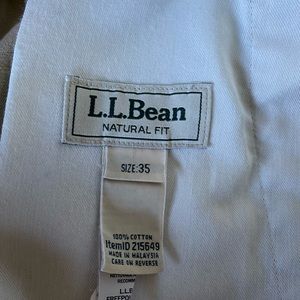 L.L.Bean
NATURAL FIT
SIZE:35
100% COTTON
ItemID 215649
MADE IN MALAYSIA
CARE ON REVERSE